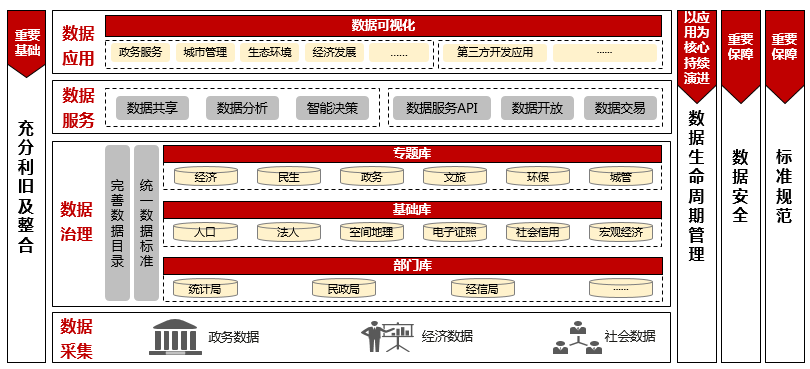 重要
基础
充分利旧及整合
数据
应用
数据可视化
政务服务
城市管理
生态环境
经济发展
......
第三方开发应用
......
数据
服务
数据共享
数据分析
智能决策
数据服务API
数据开放
数据交易
数据
治理
完善数据目录
统一数据标准
专题库
经济
民生
政务
文旅
环保
城管
基础库
人口
法人
空间地理
电子证照
社会信用
宏观经济
部门库
统计局
民政局
经信局
......
数据
采集
政务数据
经济数据
社会数据
以应
用为
核心
持续
演进
数据生命周期管理
重要
保障
数据安全
重要
保障
标准规范